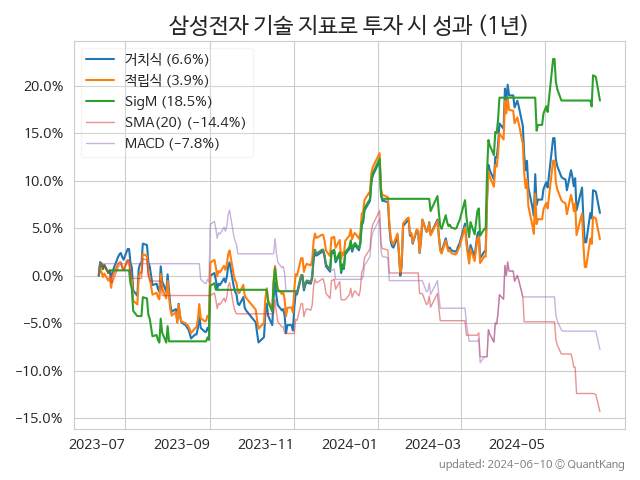 삼성전자 기술 지표로 투자 시 성과 (1년)
거치식 (6.6%)
적립식 (3.9%)
SigM (18.5%)
SMA(20) (−14.4%)
MACD (−7.8%)
20.0%
15.0%
10.0%
5.0%
0.0%
−5.0%
−10.0%
−15.0%
2023-07 2023-09 2023-11 2024-01 2024-03 2024-05
updated: 2024-06-10 © QuantKang